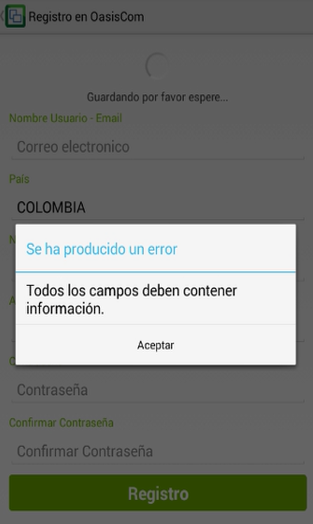 Registro en OasisCom
Guardando por favor espere...
Nombre Usuario - Email
Correo electronico
País
COLOMBIA
N
Se ha producido un error
Todos los campos deben contener
información.
A
Aceptar
C
Contraseña
Confirmar Contraseña
Confirmar Contraseña
Registro